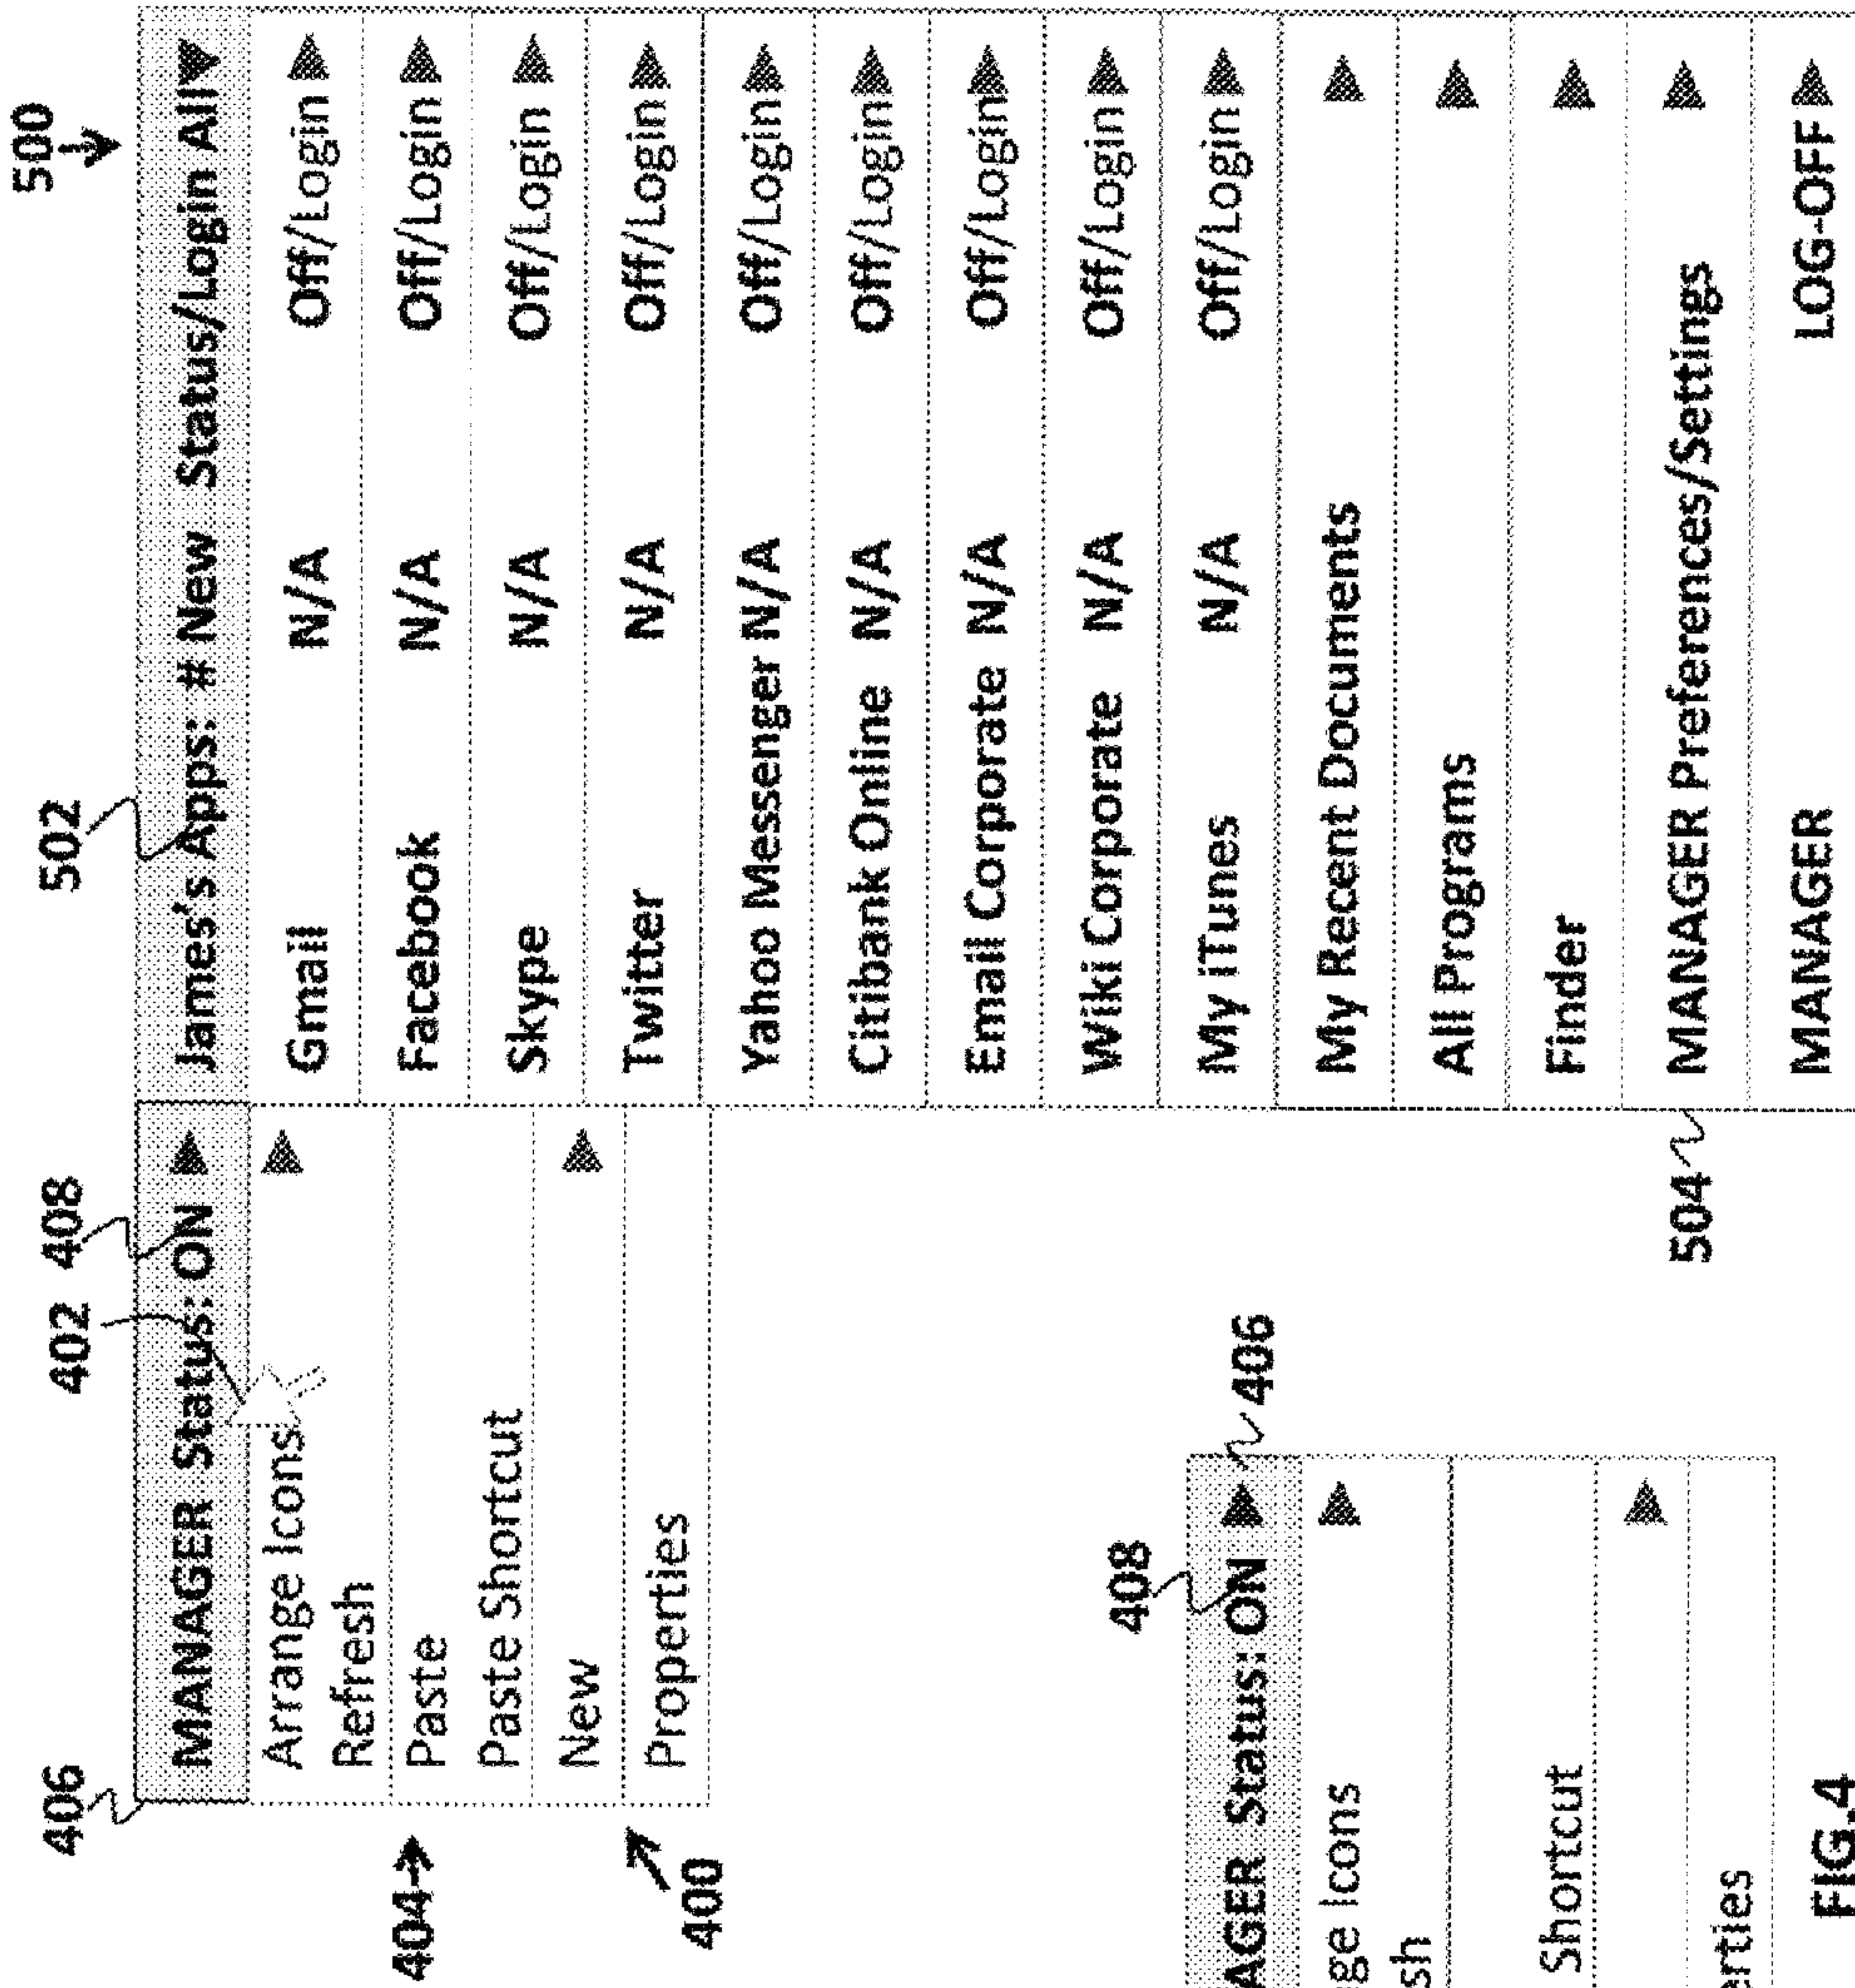 500
502
402 408
406
MANAGER Status: ON
Arrange Icons
Refresh
Paste
Paste Shortcut
New
Properties
404
400
James's Apps: # New Status/Login All
Gmail N/A Off/Login
Facebook N/A Off/Login
Skype N/A Off/Login
Twitter N/A Off/Login
Yahoo Messenger N/A Off/Login
Citibank Online N/A Off/Login
Email Corporate N/A Off/Login
Wiki Corporate N/A Off/Login
My iTunes N/A Off/Login
My Recent Documents
All Programs
Finder
MANAGER Preferences/Settings
MANAGER LOG-OFF
504
408
406
AGER Status: ON
ge Icons
sh
Shortcut
erties
FIG.4